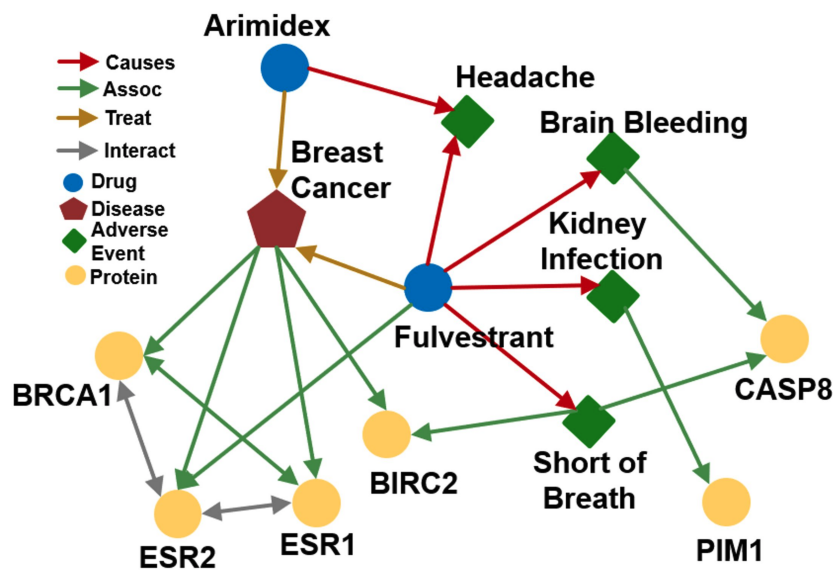 Arimidex
Causes
Assoc
Treat
Interact
Drug
Disease
Adverse
Event
Protein
Headache
Brain Bleeding
Breast
Cancer
Kidney
Infection
Fulvestrant
BRCA1
CASP8
BIRC2
Short of
Breath
ESR2
ESR1
PIM1